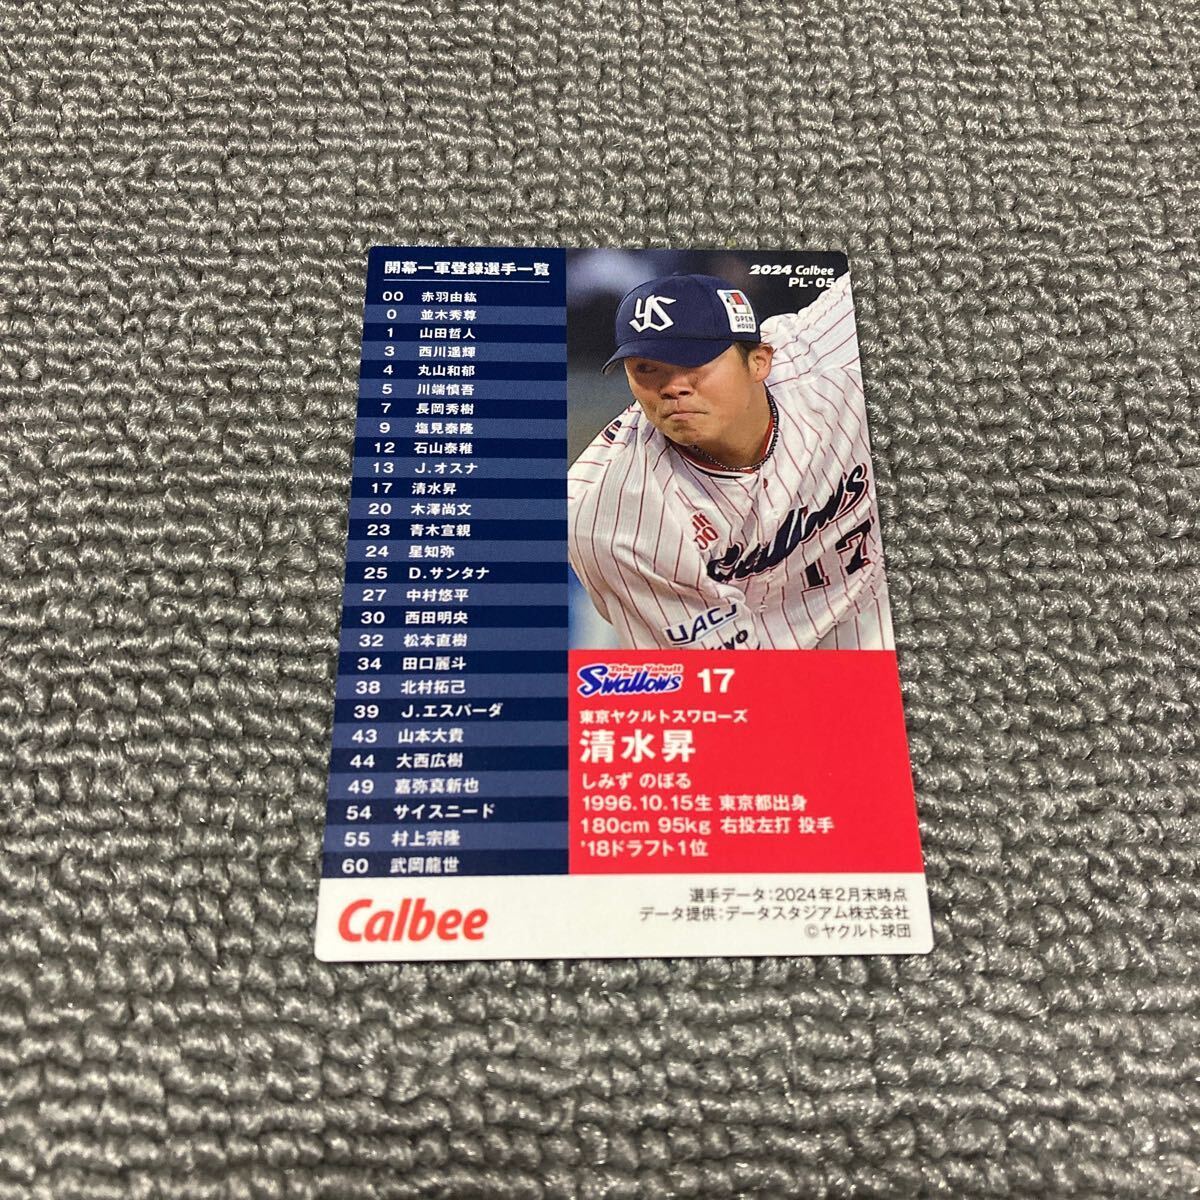 開幕一軍登録選手一覧
00 赤羽由紘
0 並木秀尊
1 山田哲人
3 西川遥輝
4 丸山和郁
5 川端慎吾
7 長岡秀樹
9 塩見泰隆
12 石山泰稚
13 J.オスナ
17 清水昇
20 木澤尚文
23 青木宣親
24 星知弥
25 D.サンタナ
27 中村悠平
30 西田明央
32 松本直樹
34 田口麗斗
38 北村拓己
39 J.エスパーダ
43 山本大貴
44 大西広樹
49 嘉弥真新也
54 サイスニード
55 村上宗隆
60 武岡龍世
2024 Calbee
PL-05
YS
OPEN
HOUSE
Swallows
17
UACJ
Tokyo Yakult
Swallows 17
東京ヤクルトスワローズ
清水昇
しみず のぼる
1996.10.15生 東京都出身
180cm 95kg 右投左打 投手
'18ドラフト1位
Calbee
選手データ:2024年2月末時点
データ提供:データスタジアム株式会社
©ヤクルト球団